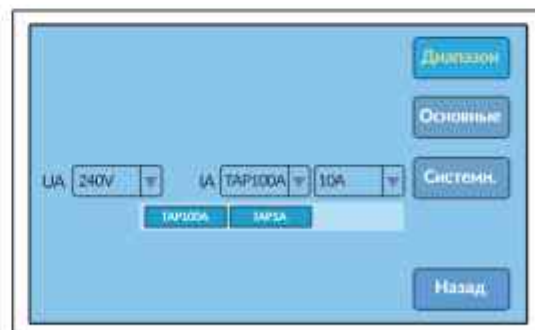 Диапазон
Основные
UA 240V IA TAP100A 10A Системн.
TAP100A TAP5A
Назад